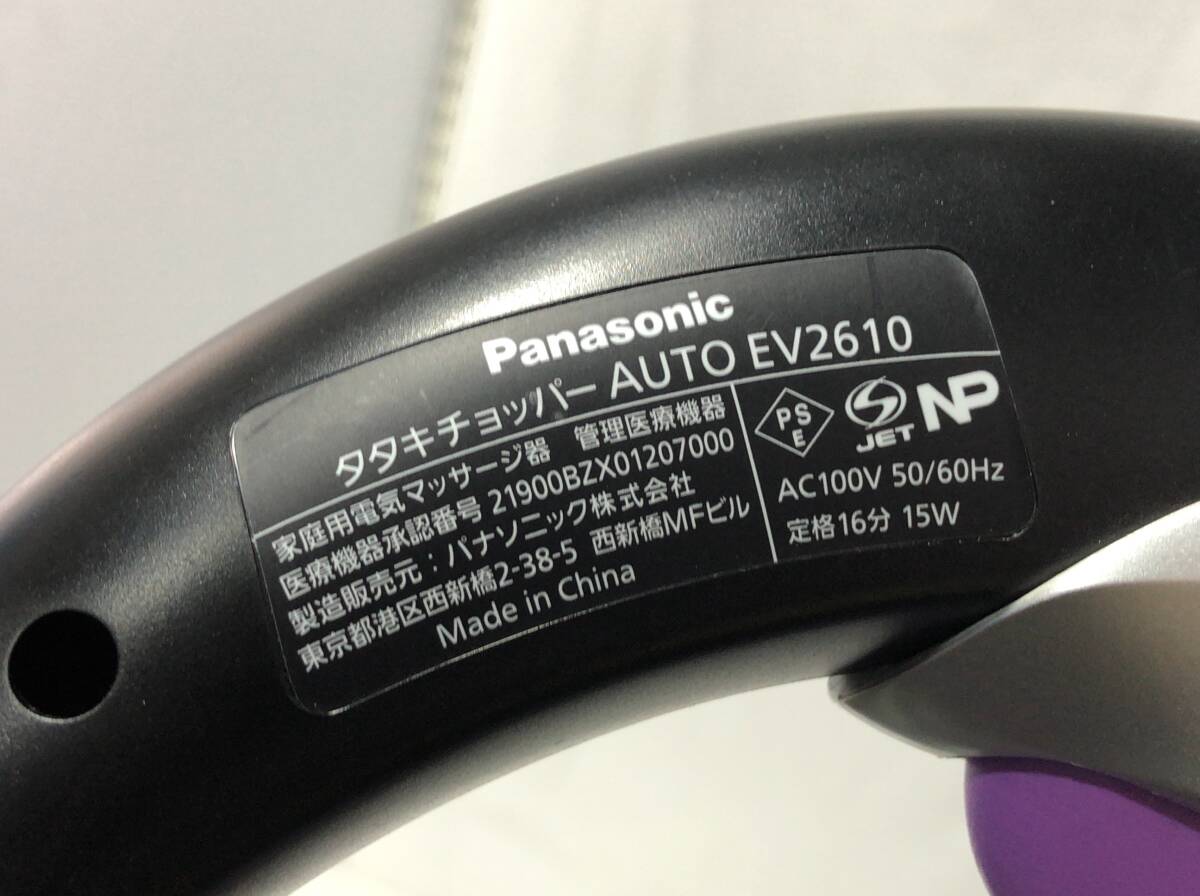 Panasonic
タタキチョッパー AUTO EV2610
家庭用電気マッサージ器 管理医療機器
医療機器承認番号 21900BZX01207000
製造販売元：パナソニック株式会社
東京都港区西新橋2-38-5 西新橋MFビル
Made in China
PS
E
JET
NP
AC100V 50/60Hz
定格16分 15W